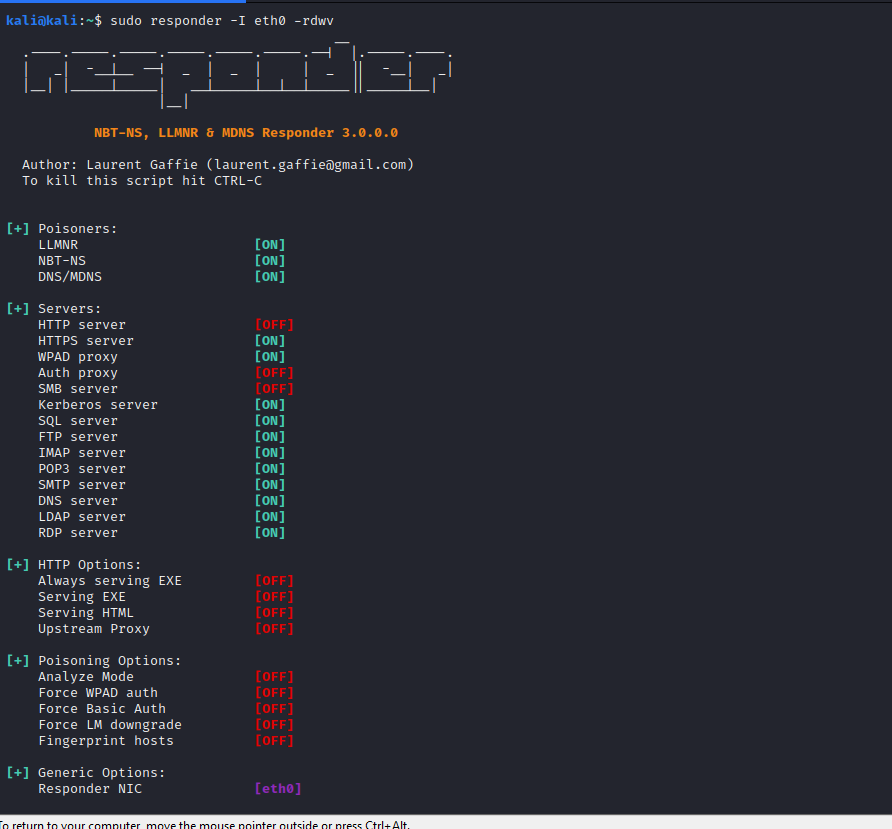 kali@kali:~$ sudo responder -I eth0 -rdwv
NBT-NS, LLMNR & MDNS Responder 3.0.0.0
Author: Laurent Gaffie (laurent.gaffie@gmail.com)
To kill this script hit CTRL-C
[+] Poisoners:
LLMNR [ON]
NBT-NS [ON]
DNS/MDNS [ON]
[+] Servers:
HTTP server [OFF]
HTTPS server [ON]
WPAD proxy [ON]
Auth proxy [OFF]
SMB server [OFF]
Kerberos server [ON]
SQL server [ON]
FTP server [ON]
IMAP server [ON]
POP3 server [ON]
SMTP server [ON]
DNS server [ON]
LDAP server [ON]
RDP server [ON]
[+] HTTP Options:
Always serving EXE [OFF]
Serving EXE [OFF]
Serving HTML [OFF]
Upstream Proxy [OFF]
[+] Poisoning Options:
Analyze Mode [OFF]
Force WPAD auth [OFF]
Force Basic Auth [OFF]
Force LM downgrade [OFF]
Fingerprint hosts [OFF]
[+] Generic Options:
Responder NIC [eth0]
To return to your computer, move the mouse pointer outside or press Ctrl+Alt.